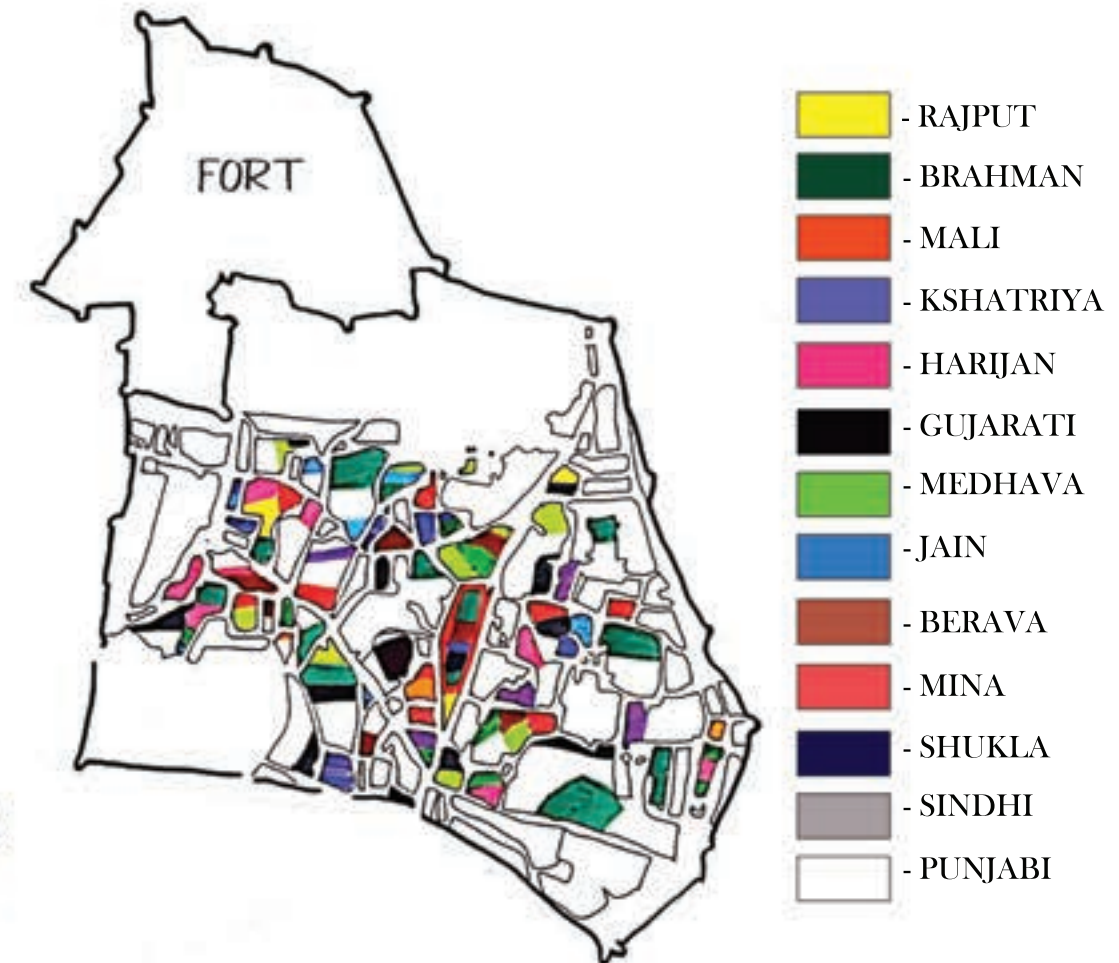 FORT
- RAJPUT
- BRAHMAN
- MALI
- KSHATRIYA
- HARIJAN
- GUJARATI
- MEDHAVA
- JAIN
- BERAVA
- MINA
- SHUKLA
- SINDHI
- PUNJABI